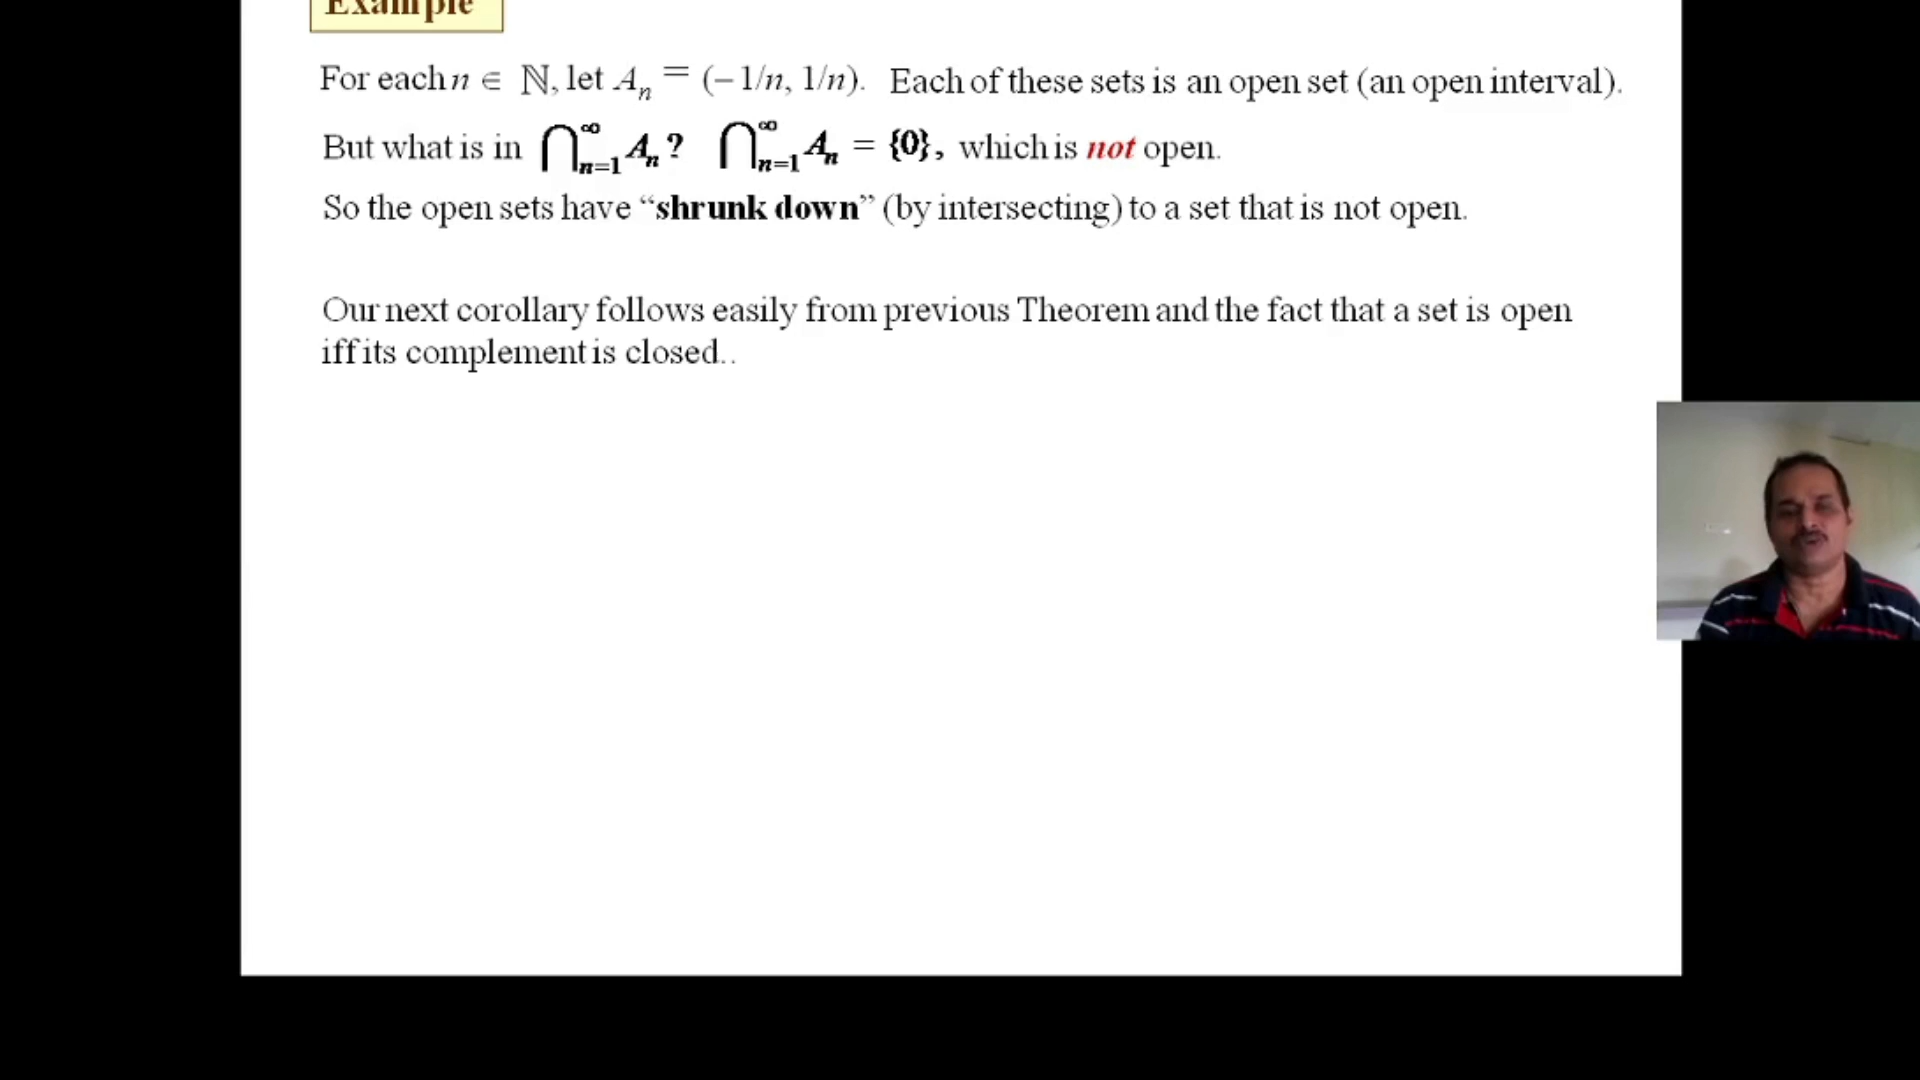 Example
For each n ∈ ℕ, let Aₙ = (– 1/n, 1/n). Each of these sets is an open set (an open interval).
But what is in ⋂ₙ₌₁^∞ Aₙ ? ⋂ₙ₌₁^∞ Aₙ = {0}, which is not open.
So the open sets have “shrunk down” (by intersecting) to a set that is not open.
Our next corollary follows easily from previous Theorem and the fact that a set is open
iff its complement is closed..